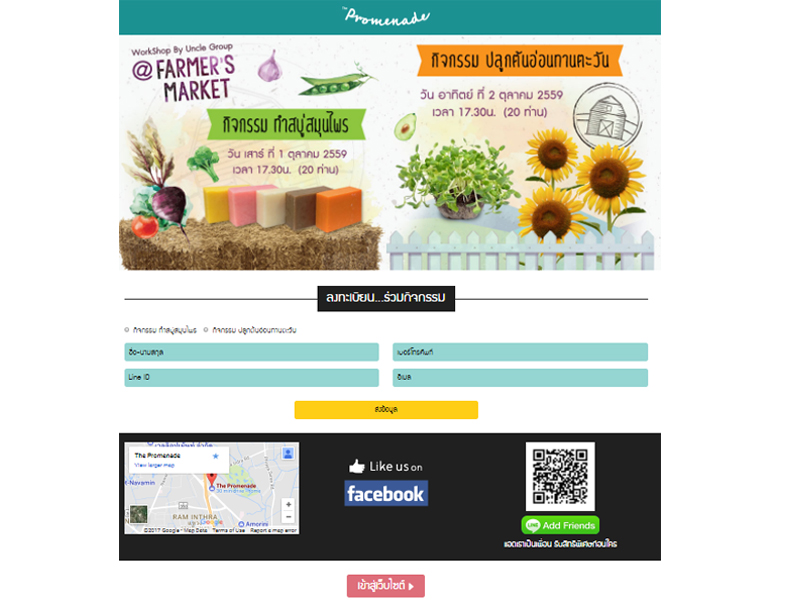 The Promenade
WorkShop By Uncle Group
@FARMER'S
MARKET
กิจกรรม ทำสบู่สมุนไพร
วัน เสาร์ ที่ 1 ตุลาคม 2559
เวลา 17.30น. (20 ท่าน)
กิจกรรม ปลูกต้นอ่อนทานตะวัน
วัน อาทิตย์ ที่ 2 ตุลาคม 2559
เวลา 17.30น. (20 ท่าน)
ลงทะเบียน...ร่วมกิจกรรม
กิจกรรม ทำสบู่สมุนไพร กิจกรรม ปลูกต้นอ่อนทานตะวัน
ชื่อ-นามสกุล
เบอร์โทรศัพท์
Line ID
อีเมล
ส่งข้อมูล
The Promenade
View larger map
-Navamin
The Promenade
RAM INTHRA
Amorini
©2017 Google - Map Data Terms of Use Report a map error
Like us on
facebook
LINE Add Friends
แอดเราเป็นเพื่อน รับสิทธิพิเศษก่อนใคร
เข้าสู่เว็บไซต์